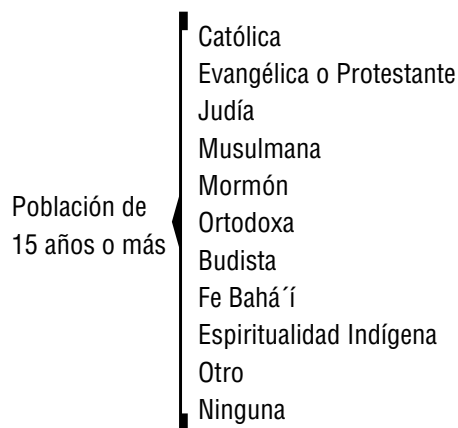 Población de
15 años o más
Católica
Evangélica o Protestante
Judía
Musulmana
Mormón
Ortodoxa
Budista
Fe Bahá´í
Espiritualidad Indígena
Otro
Ninguna